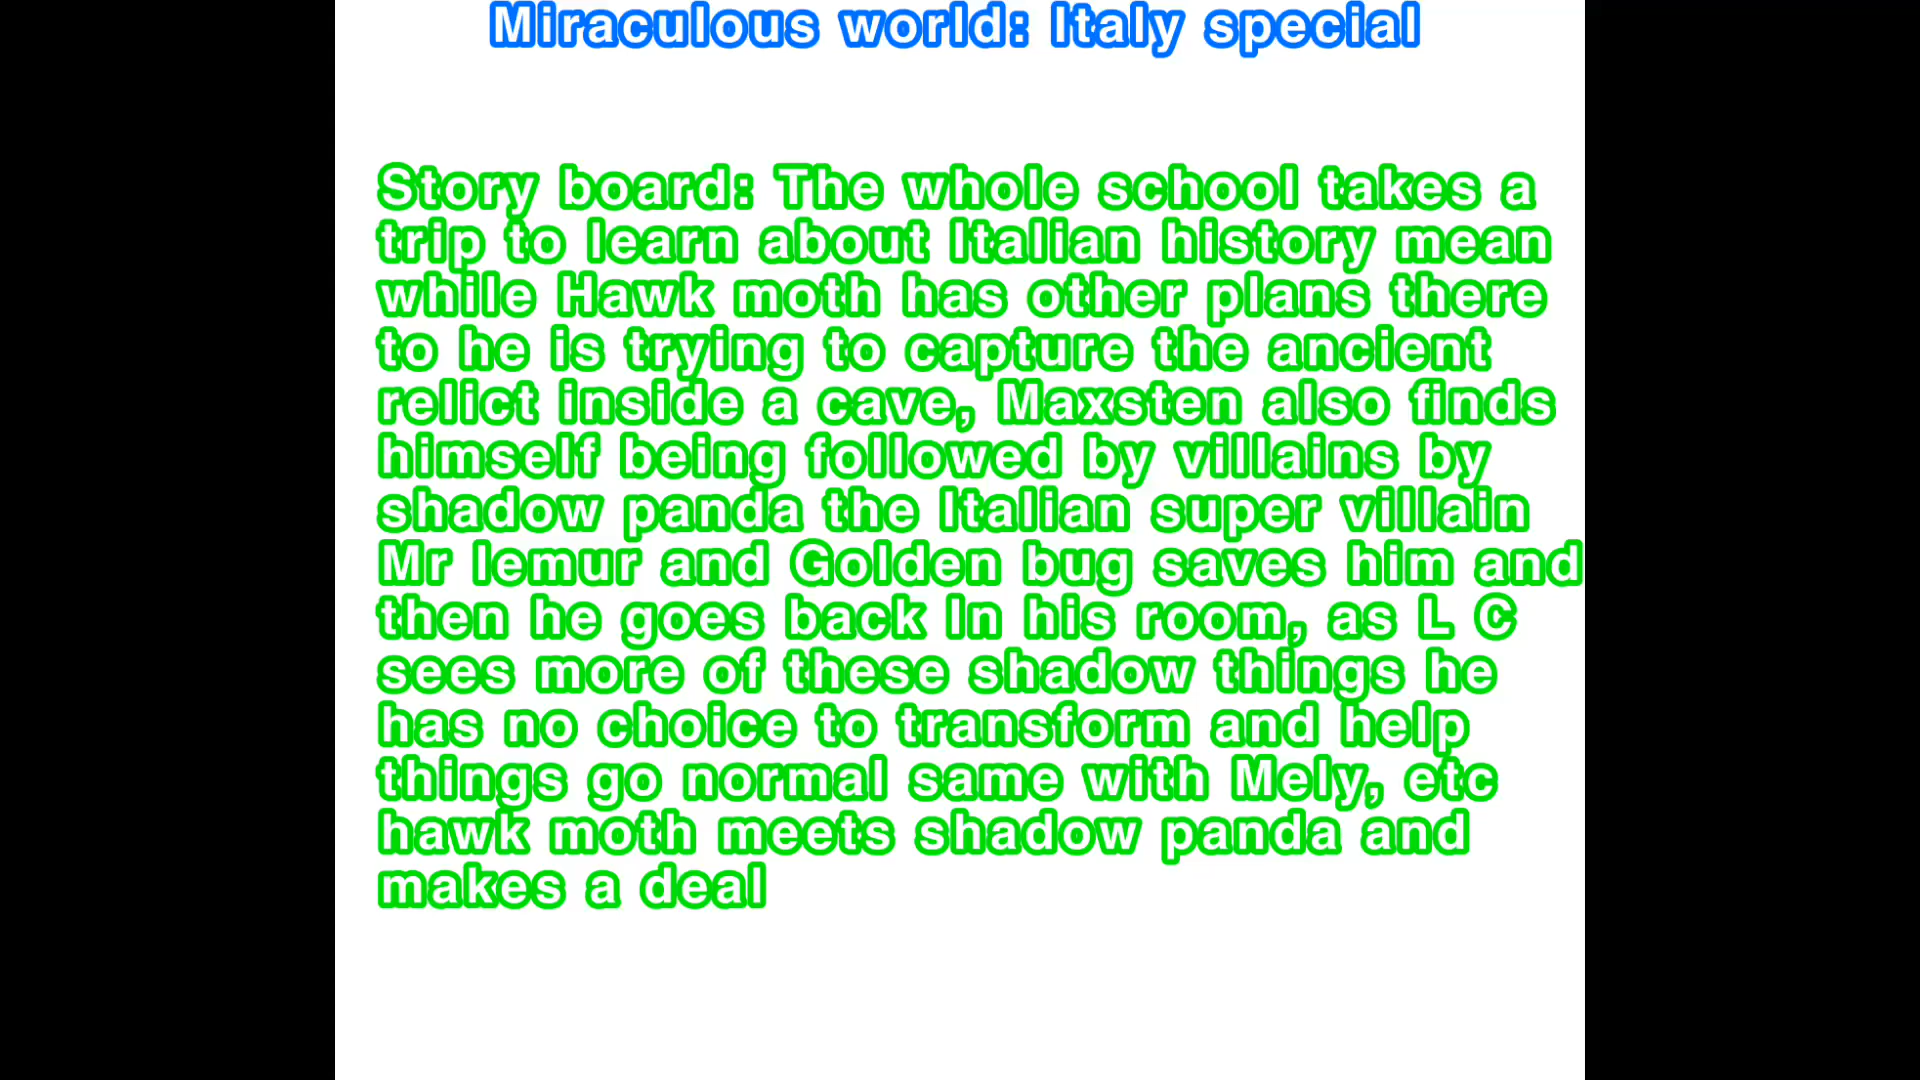 Miraculous world: Italy special
Story board: The whole school takes a
trip to learn about Italian history mean
while Hawk moth has other plans there
to he is trying to capture the ancient
relict inside a cave, Maxsten also finds
himself being followed by villains by
shadow panda the Italian super villain
Mr lemur and Golden bug saves him and
then he goes back In his room, as L C
sees more of these shadow things he
has no choice to transform and help
things go normal same with Mely, etc
hawk moth meets shadow panda and
makes a deal